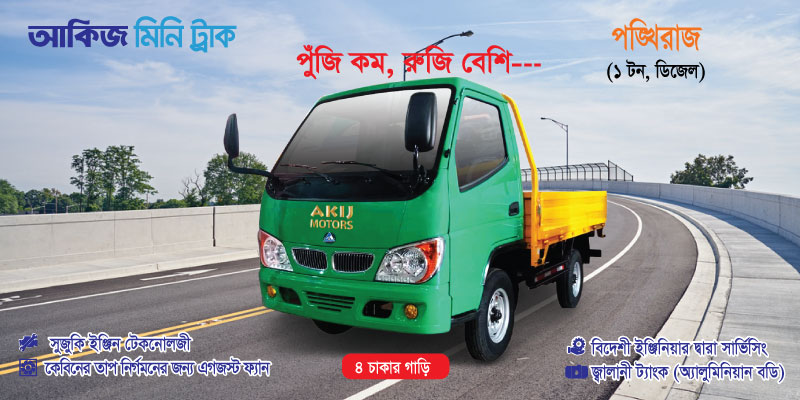 আকিজ মিনি ট্রাক
পুঁজি কম, রুজি বেশি---
পঙ্খিরাজ
(১ টন, ডিজেল)
AKIJ
MOTORS
সুজুকি ইঞ্জিন টেকনোলজী
কেবিনের তাপ নির্গমনের জন্য এগজস্ট ফ্যান
৪ চাকার গাড়ি
বিদেশী ইঞ্জিনিয়ার দ্বারা সার্ভিসিং
জ্বালানী ট্যাংক (অ্যালুমিনিয়ান বডি)